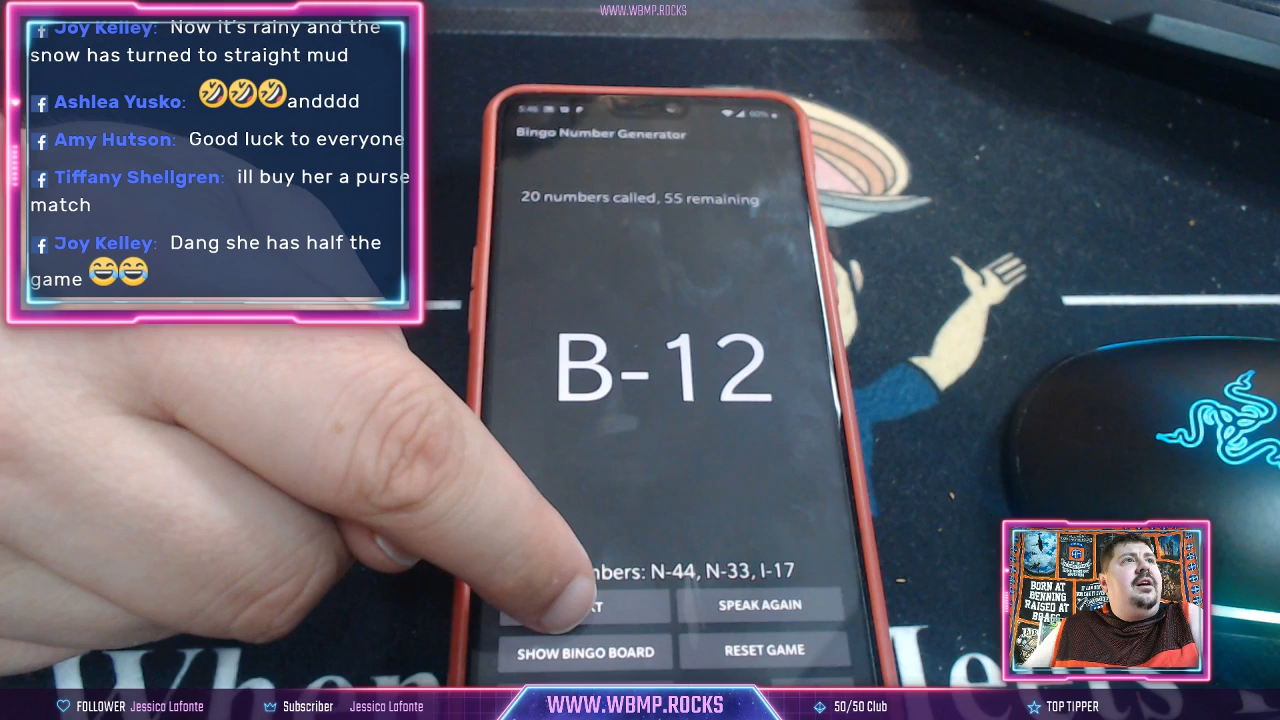 WWW.WBMP.ROCKS
Joy Kelley: Now it's rainy and the
snow has turned to straight mud
Ashlea Yusko: 🤣🤣🤣andddd
Amy Hutson: Good luck to everyone
Tiffany Shellgren: ill buy her a purse
match
Joy Kelley: Dang she has half the
game 😂😂
Bingo Number Generator
20 numbers called, 55 remaining
B-12
N-44, N-33, I-17
SPEAK AGAIN
SHOW BINGO BOARD
RESET GAME
BORN AT
BENNING
RAISED AT
BRAGG
When
FOLLOWER Jessica Lafonte
Subscriber Jessica Lafonte
WWW.WBMP.ROCKS
50/50 Club
TOP TIPPER